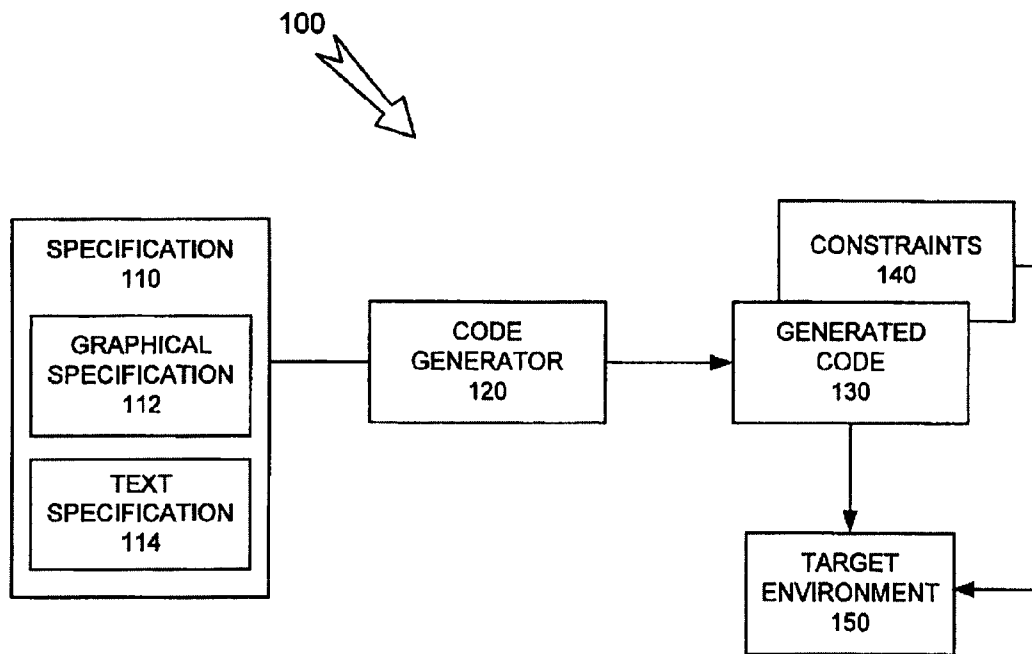 100
SPECIFICATION
110
GRAPHICAL
SPECIFICATION
112
TEXT
SPECIFICATION
114
CODE
GENERATOR
120
CONSTRAINTS
140
GENERATED
CODE
130
TARGET
ENVIRONMENT
150